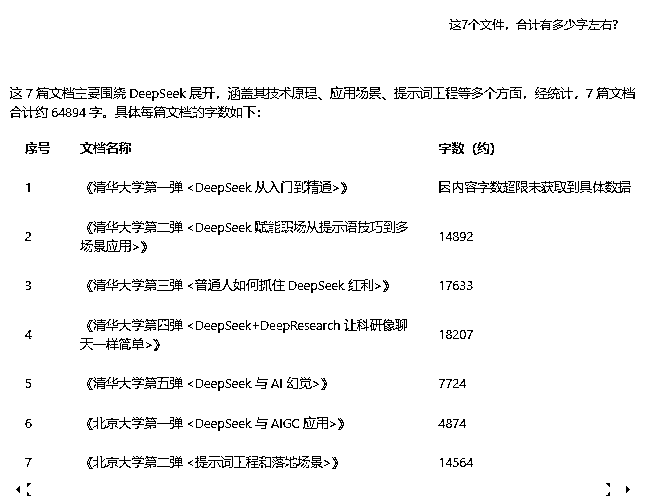 这7个文件，合计有多少字左右？
这 7 篇文档主要围绕 DeepSeek 展开，涵盖其技术原理、应用场景、提示词工程等多个方面，经统计，7 篇文档
合计约 64894 字。具体每篇文档的字数如下：
序号 文档名称 字数（约）
1 《清华大学第一弹 <DeepSeek 从入门到精通>》 因内容字数超限未获取到具体数据
2 《清华大学第二弹 <DeepSeek 赋能职场从提示语技巧到多
场景应用>》 14892
3 《清华大学第三弹 <普通人如何抓住 DeepSeek 红利>》 17633
4 《清华大学第四弹 <DeepSeek+DeepResearch 让科研像聊
天一样简单>》 18207
5 《清华大学第五弹 <DeepSeek 与 AI 幻觉>》 7724
6 《北京大学第一弹 <DeepSeek 与 AIGC 应用>》 4874
7 《北京大学第二弹 <提示词工程和落地场景>》 14564